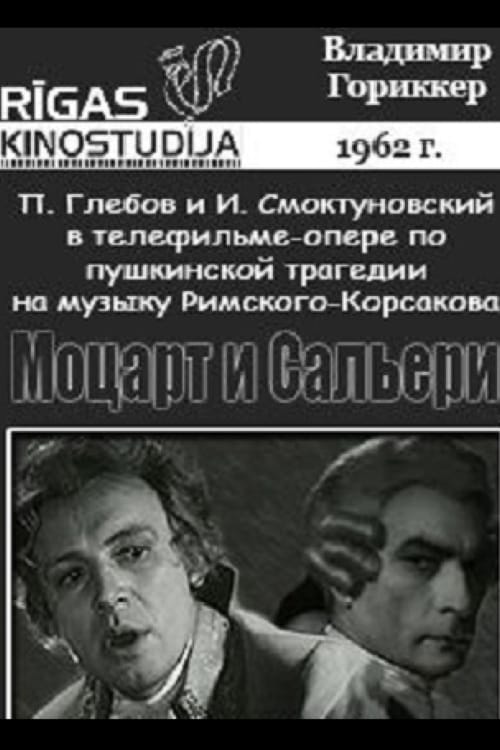 RĪGAS
KINOSTUDIJA
Владимир
Гориккер
1962 г.
П. Глебов и И. Смоктуновский
в телефильме-опере по
пушкинской трагедии
на музыку Римского-Корсакова
Моцарт и Сальери